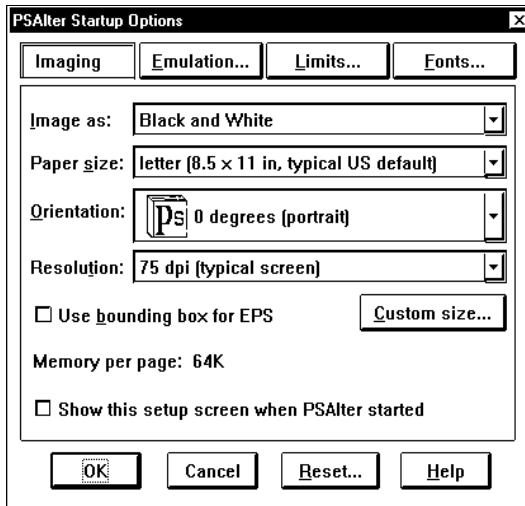 PSAlter Startup Options
Imaging Emulation... Limits... Fonts...
Image as: Black and White
Paper size: letter (8.5 × 11 in, typical US default)
Orientation: Ps 0 degrees (portrait)
Resolution: 75 dpi (typical screen)
Use bounding box for EPS Custom size...
Memory per page: 64K
Show this setup screen when PSAlter started
OK Cancel Reset... Help